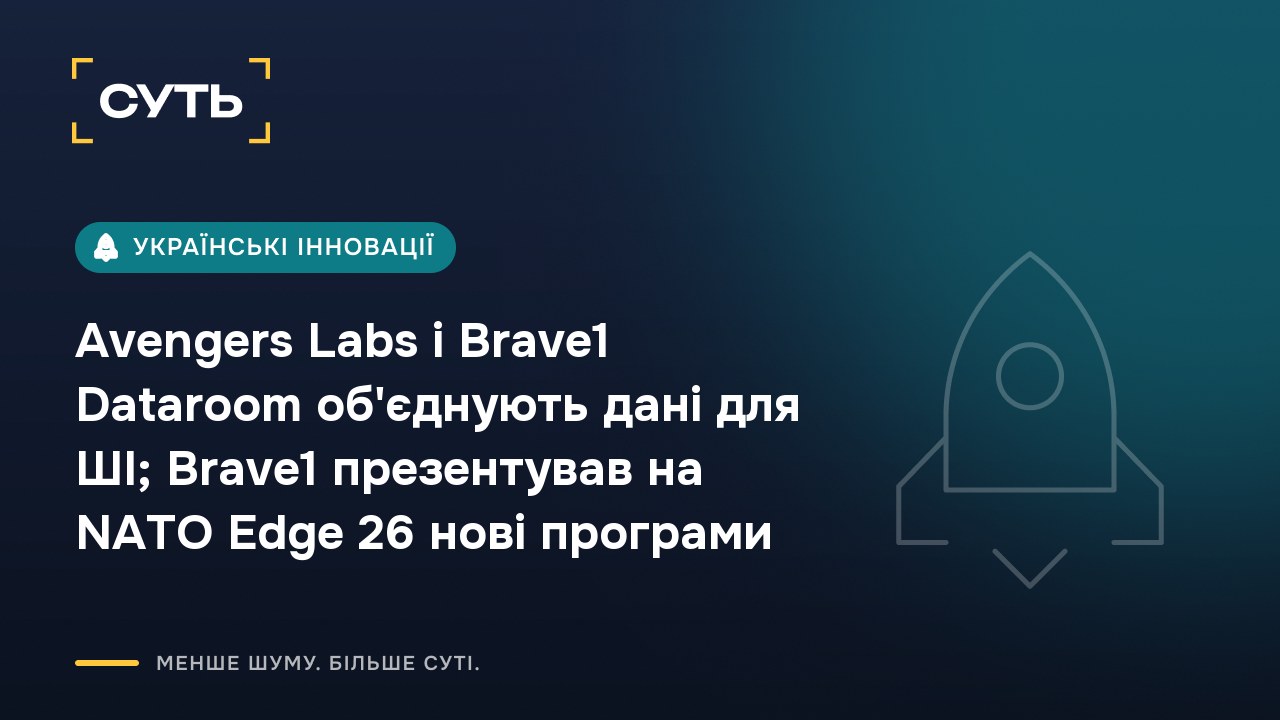 СУТЬ
УКРАЇНСЬКІ ІННОВАЦІЇ
Avengers Labs і Brave1
Dataroom об'єднують дані для
ШІ; Brave1 презентував на
NATO Edge 26 нові програми
МЕНШЕ ШУМУ. БІЛЬШЕ СУТІ.